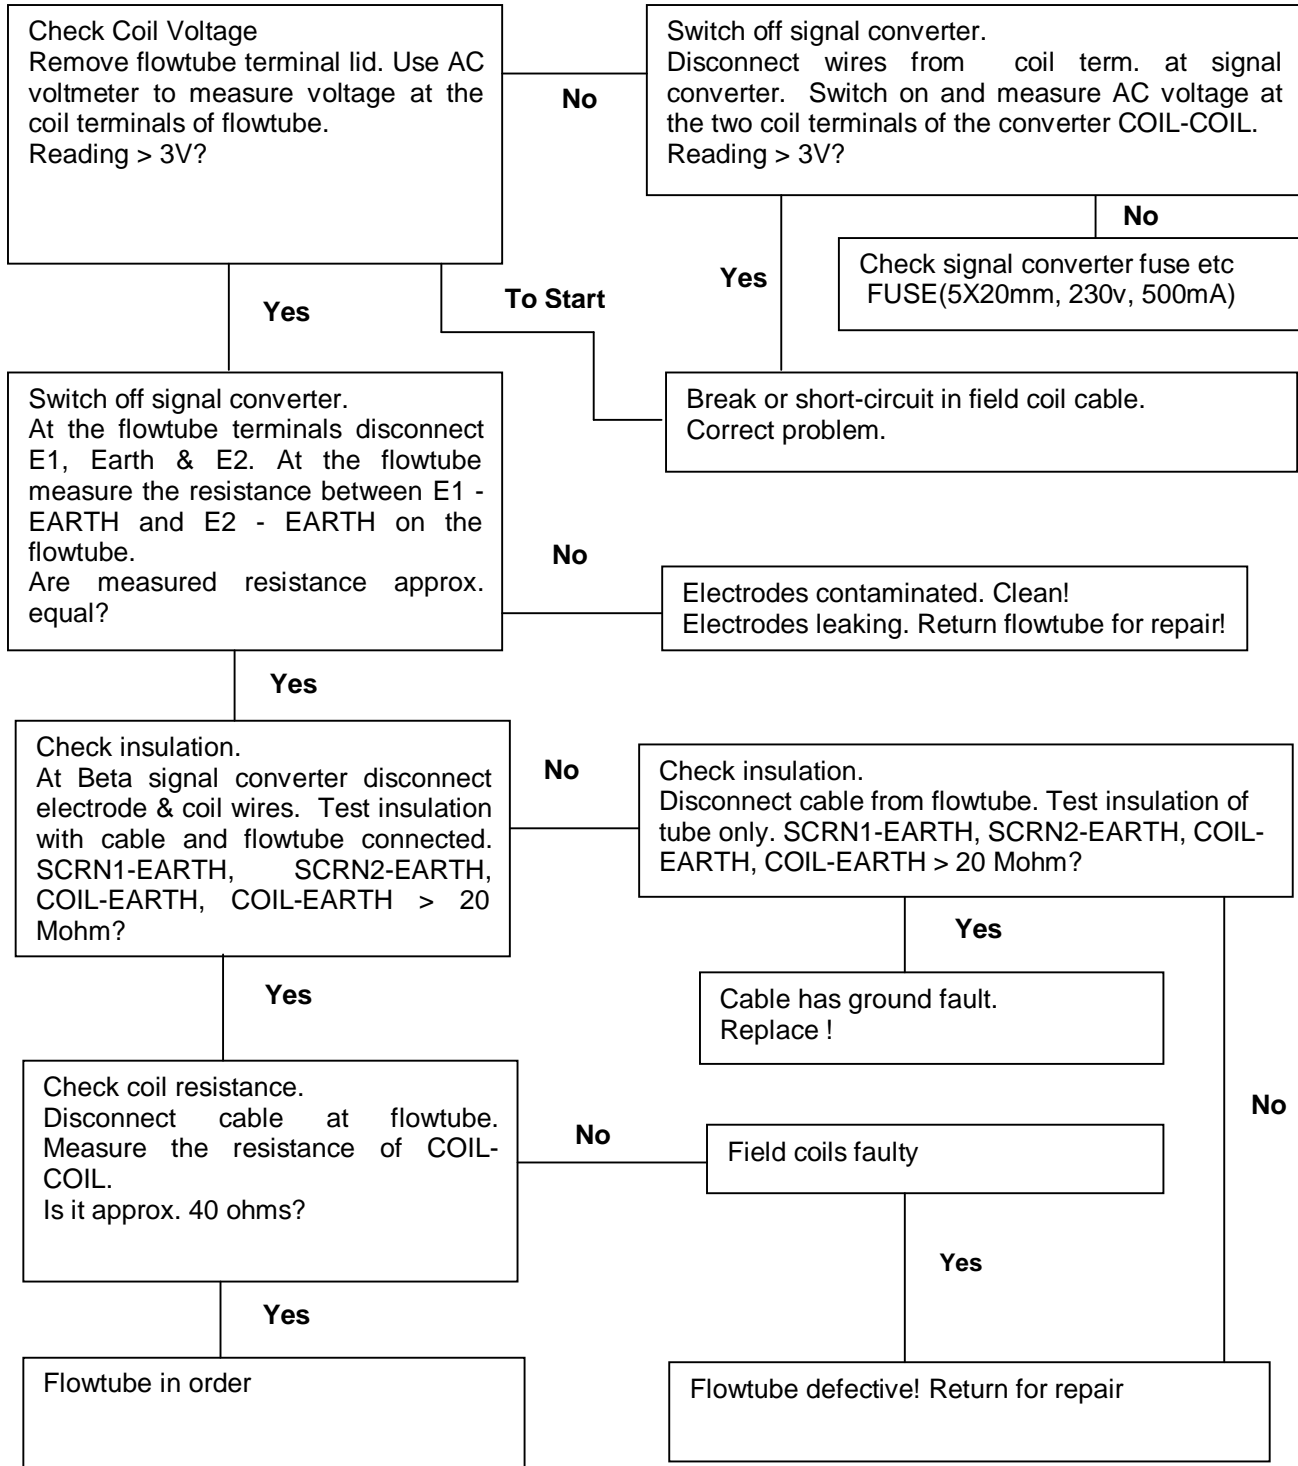 Check Coil Voltage
Remove flowtube terminal lid. Use AC
voltmeter to measure voltage at the
coil terminals of flowtube.
Reading > 3V?
No
Switch off signal converter.
Disconnect wires from coil term. at signal
converter. Switch on and measure AC voltage at
the two coil terminals of the converter COIL-COIL.
Reading > 3V?
No
Check signal converter fuse etc
FUSE(5X20mm, 230v, 500mA)
Yes
To Start
Yes
Break or short-circuit in field coil cable.
Correct problem.
Switch off signal converter.
At the flowtube terminals disconnect
E1, Earth & E2. At the flowtube
measure the resistance between E1 -
EARTH and E2 - EARTH on the
flowtube.
Are measured resistance approx.
equal?
No
Electrodes contaminated. Clean!
Electrodes leaking. Return flowtube for repair!
Yes
Check insulation.
At Beta signal converter disconnect
electrode & coil wires. Test insulation
with cable and flowtube connected.
SCRN1-EARTH, SCRN2-EARTH,
COIL-EARTH, COIL-EARTH > 20
Mohm?
No
Check insulation.
Disconnect cable from flowtube. Test insulation of
tube only. SCRN1-EARTH, SCRN2-EARTH, COIL-
EARTH, COIL-EARTH > 20 Mohm?
Yes
Cable has ground fault.
Replace !
No
Yes
Check coil resistance.
Disconnect cable at flowtube.
Measure the resistance of COIL-
COIL.
Is it approx. 40 ohms?
No
Field coils faulty
Yes
Yes
Flowtube in order
Flowtube defective! Return for repair